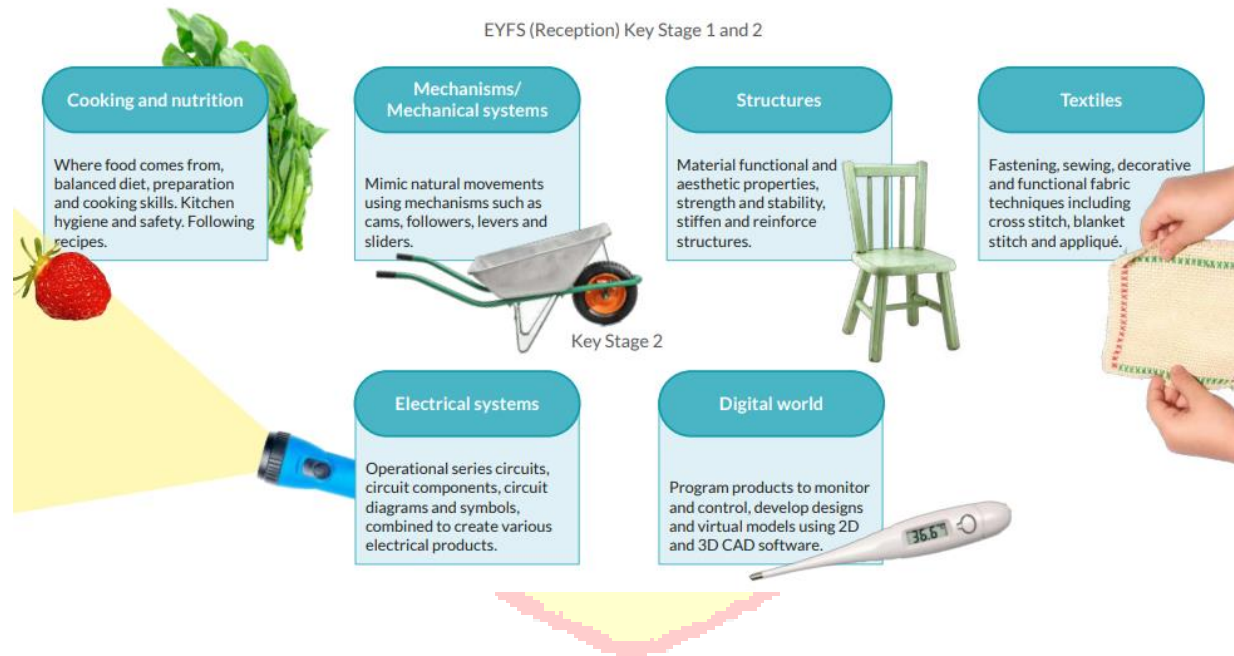 EYFS (Reception) Key Stage 1 and 2
Cooking and nutrition
Where food comes from,
balanced diet, preparation
and cooking skills. Kitchen
hygiene and safety. Following
recipes.
Mechanisms/
Mechanical systems
Mimic natural movements
using mechanisms such as
cams, followers, levers and
sliders.
Structures
Material functional and
aesthetic properties,
strength and stability,
stiffen and reinforce
structures.
Textiles
Fastening, sewing, decorative
and functional fabric
techniques including
cross stitch, blanket
stitch and appliqué.
Key Stage 2
Electrical systems
Operational series circuits,
circuit components, circuit
diagrams and symbols,
combined to create various
electrical products.
Digital world
Program products to monitor
and control, develop designs
and virtual models using 2D
and 3D CAD software.
36.6